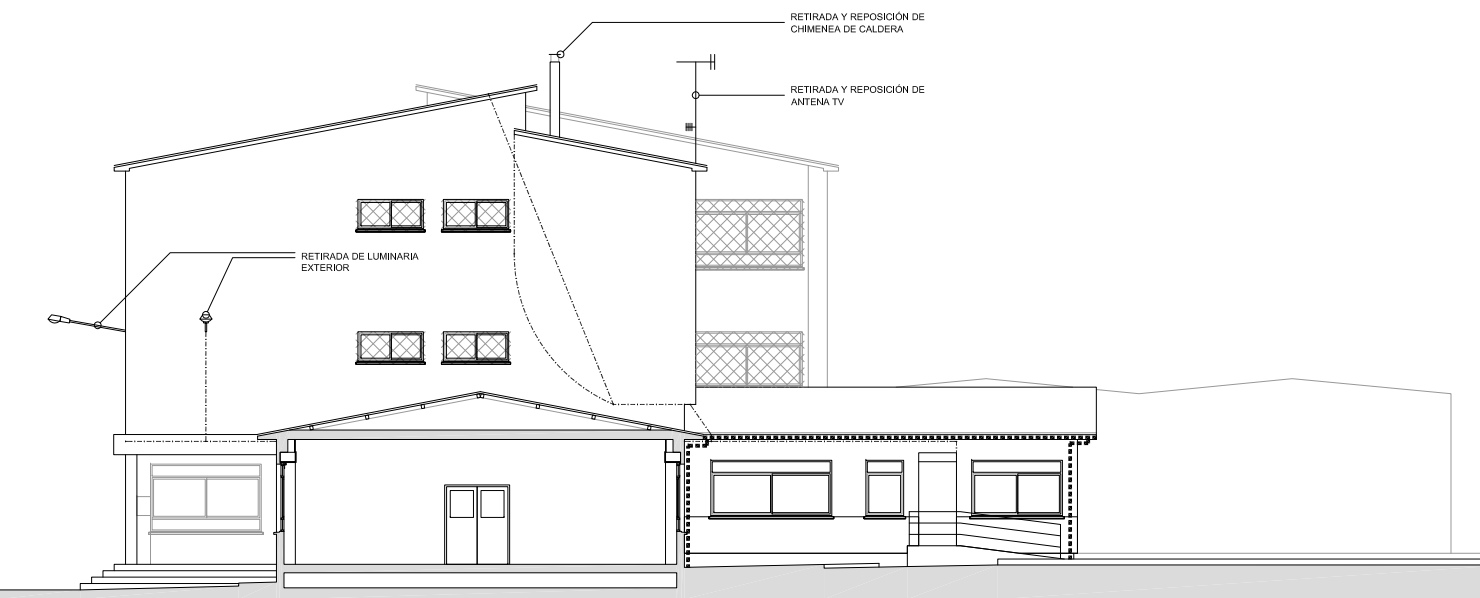 RETIRADA Y REPOSICIÓN DE
CHIMENEA DE CALDERA
RETIRADA Y REPOSICIÓN DE
ANTENA TV
RETIRADA DE LUMINARIA
EXTERIOR